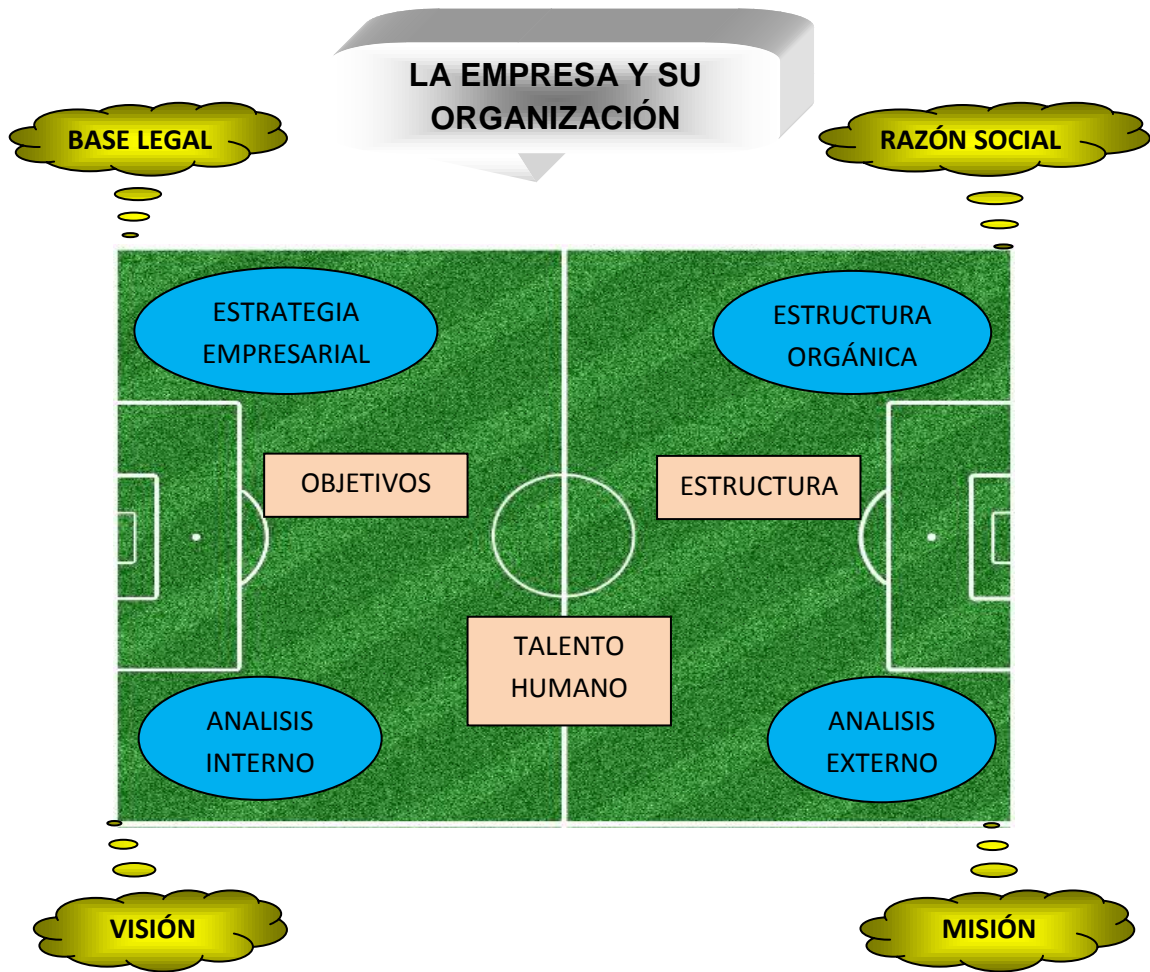 LA EMPRESA Y SU
ORGANIZACIÓN
BASE LEGAL
RAZÓN SOCIAL
ESTRATEGIA
EMPRESARIAL
ESTRUCTURA
ORGÁNICA
OBJETIVOS
ESTRUCTURA
TALENTO
HUMANO
ANALISIS
INTERNO
ANALISIS
EXTERNO
VISIÓN
MISIÓN